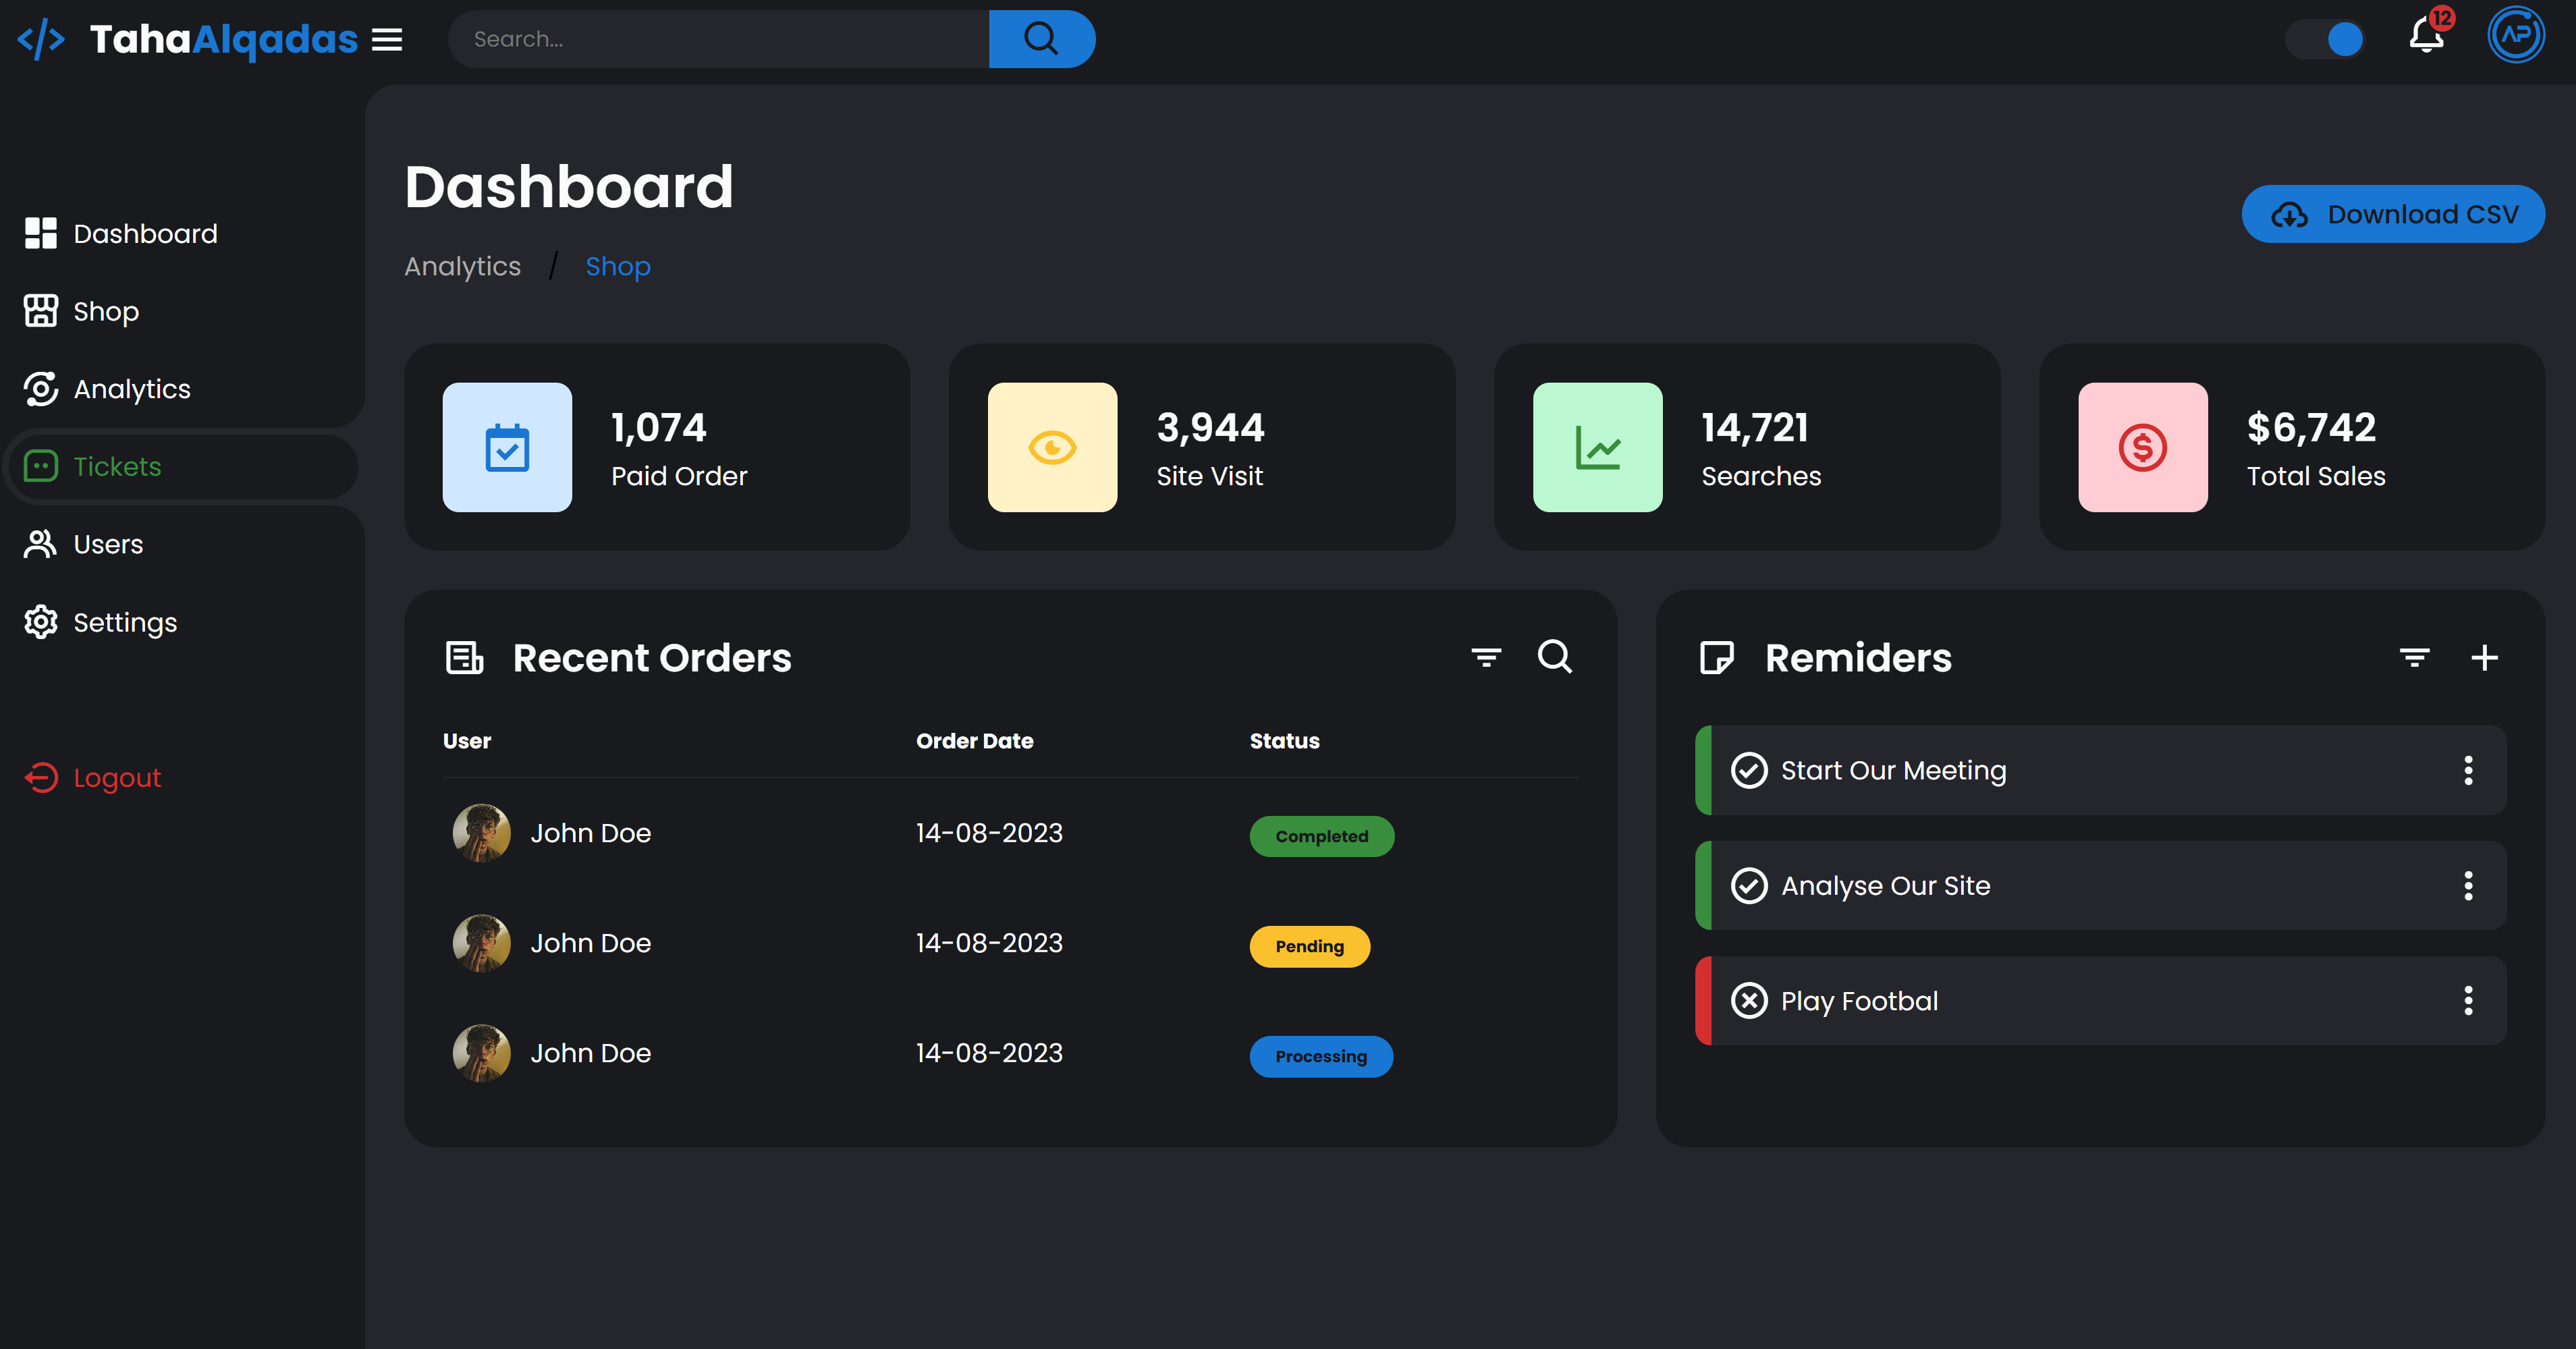 TahaAlqadas
Search...
12
AP
Dashboard
Shop
Analytics
Tickets
Users
Settings
Logout
Dashboard
Analytics / Shop
Download CSV
1,074
Paid Order
3,944
Site Visit
14,721
Searches
$6,742
Total Sales
Recent Orders
User Order Date Status
John Doe 14-08-2023 Completed
John Doe 14-08-2023 Pending
John Doe 14-08-2023 Processing
Remiders
Start Our Meeting
Analyse Our Site
Play Footbal